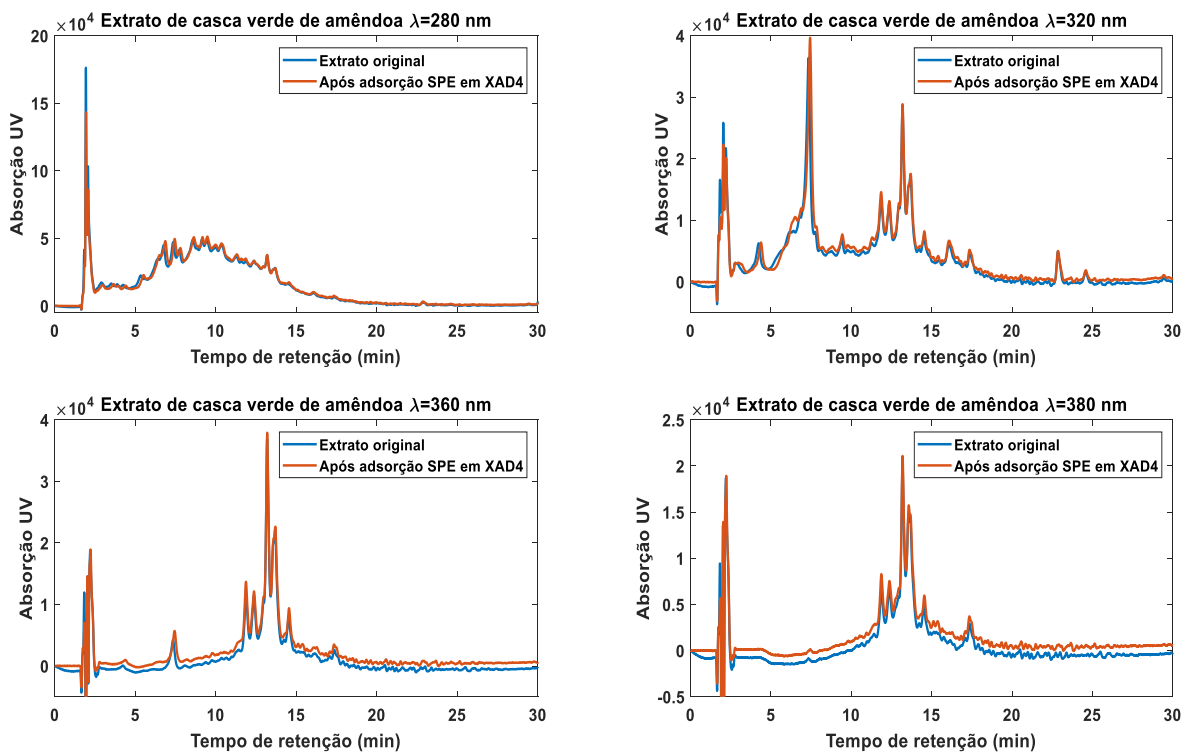 ×10⁴ Extrato de casca verde de amêndoa λ=280 nm
Extrato original
Após adsorção SPE em XAD4
Absorção UV
20
15
10
5
0
0 5 10 15 20 25 30
Tempo de retenção (min)
×10⁴ Extrato de casca verde de amêndoa λ=320 nm
Extrato original
Após adsorção SPE em XAD4
Absorção UV
4
3
2
1
0
0 5 10 15 20 25 30
Tempo de retenção (min)
×10⁴ Extrato de casca verde de amêndoa λ=360 nm
Extrato original
Após adsorção SPE em XAD4
Absorção UV
4
3
2
1
0
0 5 10 15 20 25 30
Tempo de retenção (min)
×10⁴ Extrato de casca verde de amêndoa λ=380 nm
Extrato original
Após adsorção SPE em XAD4
Absorção UV
2.5
2
1.5
1
0.5
0
-0.5
0 5 10 15 20 25 30
Tempo de retenção (min)